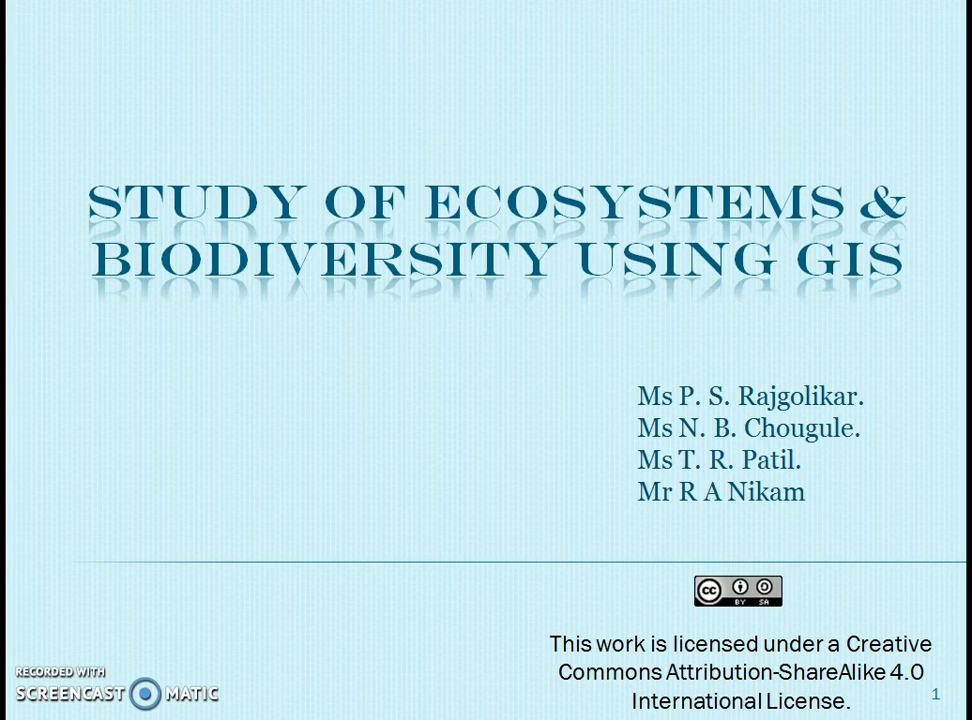 STUDY OF ECOSYSTEMS &
BIODIVERSITY USING GIS
Ms P. S. Rajgolikar.
Ms N. B. Chougule.
Ms T. R. Patil.
Mr R A Nikam
cc
BY SA
This work is licensed under a Creative
Commons Attribution-ShareAlike 4.0
International License.
1
RECORDED WITH
SCREENCAST MATIC